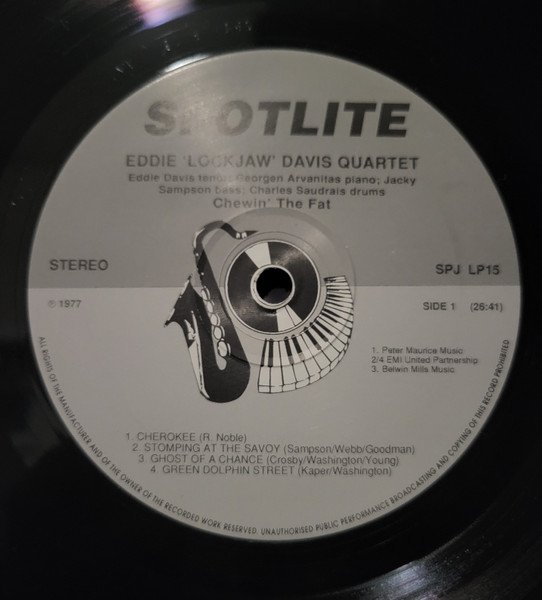 SPOTLITE
EDDIE 'LOCKJAW' DAVIS QUARTET
Eddie Davis tenor; Georgen Arvanitas piano; Jacky
Sampson bass; Charles Saudrais drums
Chewin' The Fat
STEREO
SPJ LP15
℗ 1977
SIDE 1 (26:41)
1. Peter Maurice Music
2/4 EMI United Partnership
3. Belwin Mills Music
1. CHEROKEE (R. Noble)
2. STOMPING AT THE SAVOY (Sampson/Webb/Goodman)
3. GHOST OF A CHANCE (Crosby/Washington/Young)
4. GREEN DOLPHIN STREET (Kaper/Washington)
ALL RIGHTS OF THE MANUFACTURER AND OF THE OWNER OF THE RECORDED WORK RESERVED. UNAUTHORISED PUBLIC PERFORMANCE BROADCASTING AND COPYING OF THIS RECORD PROHIBITED